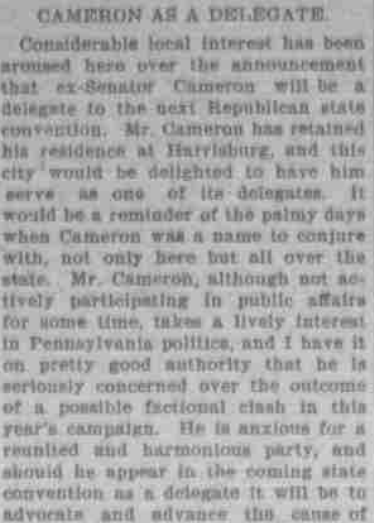 CAMERON AS A DELEGATE.
Considerable local interest has been
aroused here over the announcement
that ex-Senator Cameron will be a
delegate to the next Republican state
convention. Mr. Cameron has retained
his residence at Harrisburg, and this
city would be delighted to have him
serve as one of its delegates. It
would be a reminder of the palmy days
when Cameron was a name to conjure
with, not only here but all over the
state. Mr. Cameron, although not ac-
tively participating in public affairs
for some time, takes a lively interest
in Pennsylvania politics, and I have it
on pretty good authority that he is
seriously concerned over the outcome
of a possible factional clash in this
year's campaign. He is anxious for a
reunited and harmonious party, and
should he appear in the coming state
convention as a delegate it will be to
advocate and advance the cause of